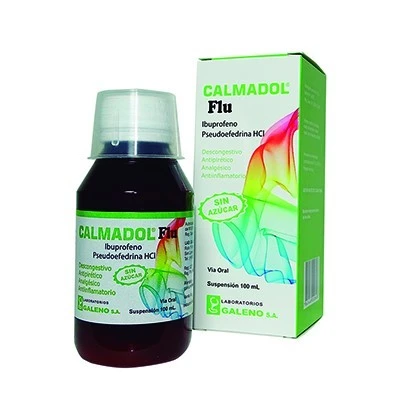 CALMADOL®
Flu
Ibuprofeno
Pseudoefedrina HCl
Descongestivo
Antipirético
Analgésico
Antiinflamatorio
SIN
AZÚCAR
Vía Oral
Suspensión 100 mL
LABORATORIOS
GALENO S.A.
CALMADOL® Flu
Ibuprofeno
Pseudoefedrina HCl
Descongestivo
Antipirético
Analgésico
Antiinflamatorio
SIN
AZÚCAR
Vía Oral
Suspensión 100 mL
LABORATORIOS
GALENO S.A.